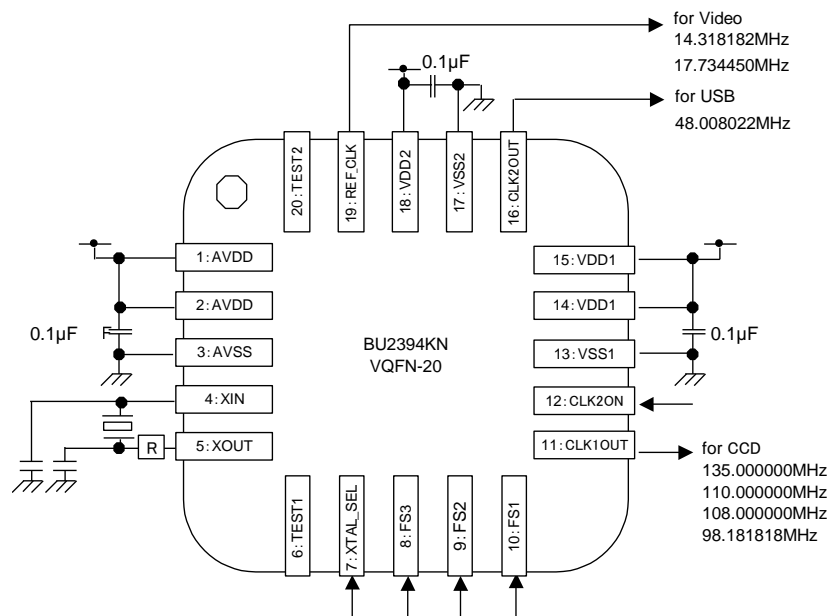 for Video
14.318182MHz
17.734450MHz
0.1µF
for USB
48.008022MHz
20:TEST2
19:REF_CLK
18:VDD2
17:VSS2
16:CLK2OUT
1:AVDD
2:AVDD
3:AVSS
4:XIN
5:XOUT
0.1µF
F
R
BU2394KN
VQFN-20
15:VDD1
14:VDD1
13:VSS1
12:CLK2ON
11:CLK1OUT
0.1µF
for CCD
135.000000MHz
110.000000MHz
108.000000MHz
98.181818MHz
6:TEST1
7:XTAL_SEL
8:FS3
9:FS2
10:FS1